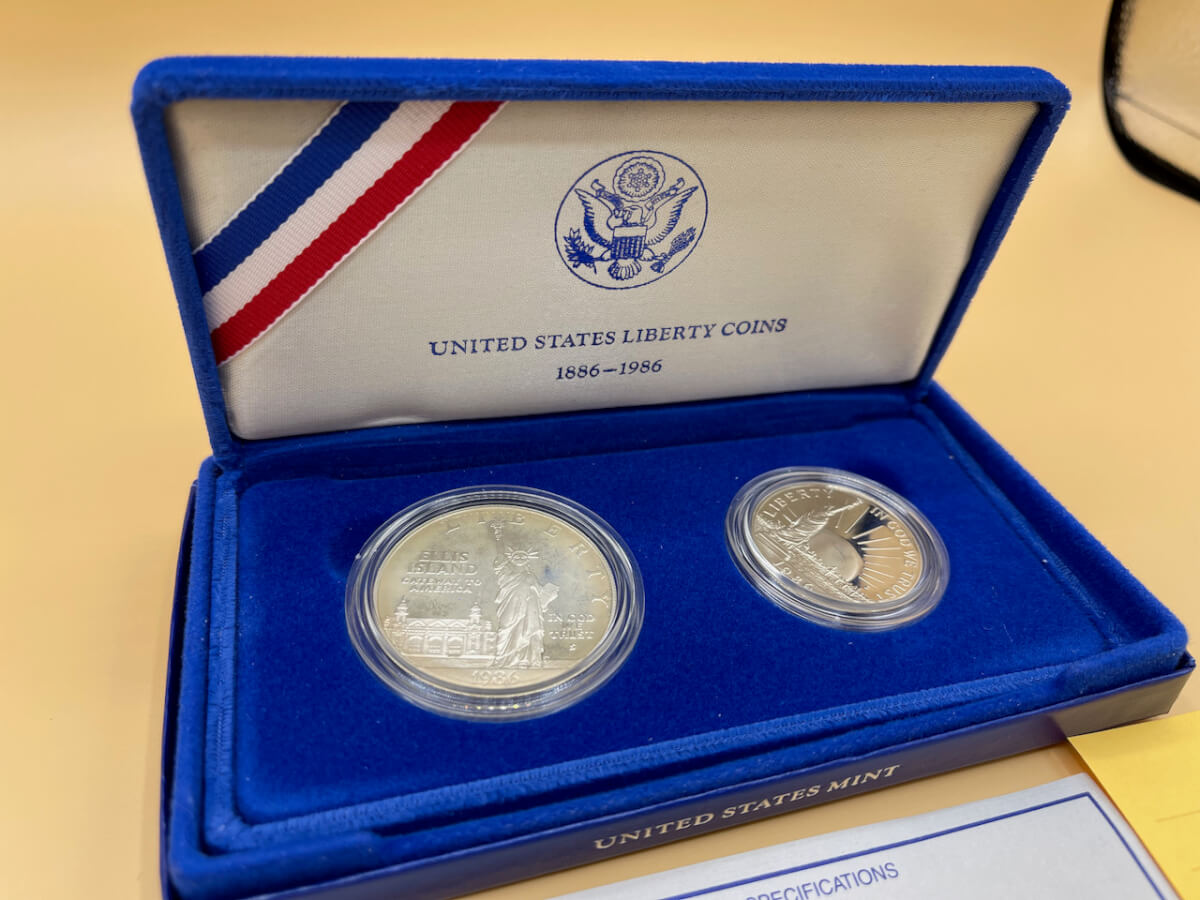 UNITED STATES LIBERTY COINS
1886–1986
LIBERTY
ELLIS
ISLAND
GATEWAY TO
AMERICA
IN GOD
WE
TRUST
S
1986
LIBERTY
IN GOD WE TRUST
1986
UNITED STATES MINT
SPECIFICATIONS